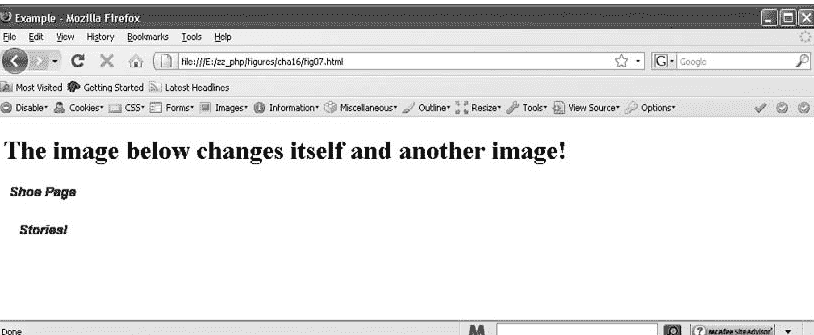 Example - Mozilla Firefox
File Edit View History Bookmarks Tools Help
file:///E:/zz_php/figures/cha16/fig07.html
G Google
Most Visited Getting Started Latest Headlines
Disable Cookies CSS Forms Images Information Miscellaneous Outline Resize Tools View Source Options
The image below changes itself and another image!
Shoe Page
Stories!
Done
McAfee SiteAdvisor